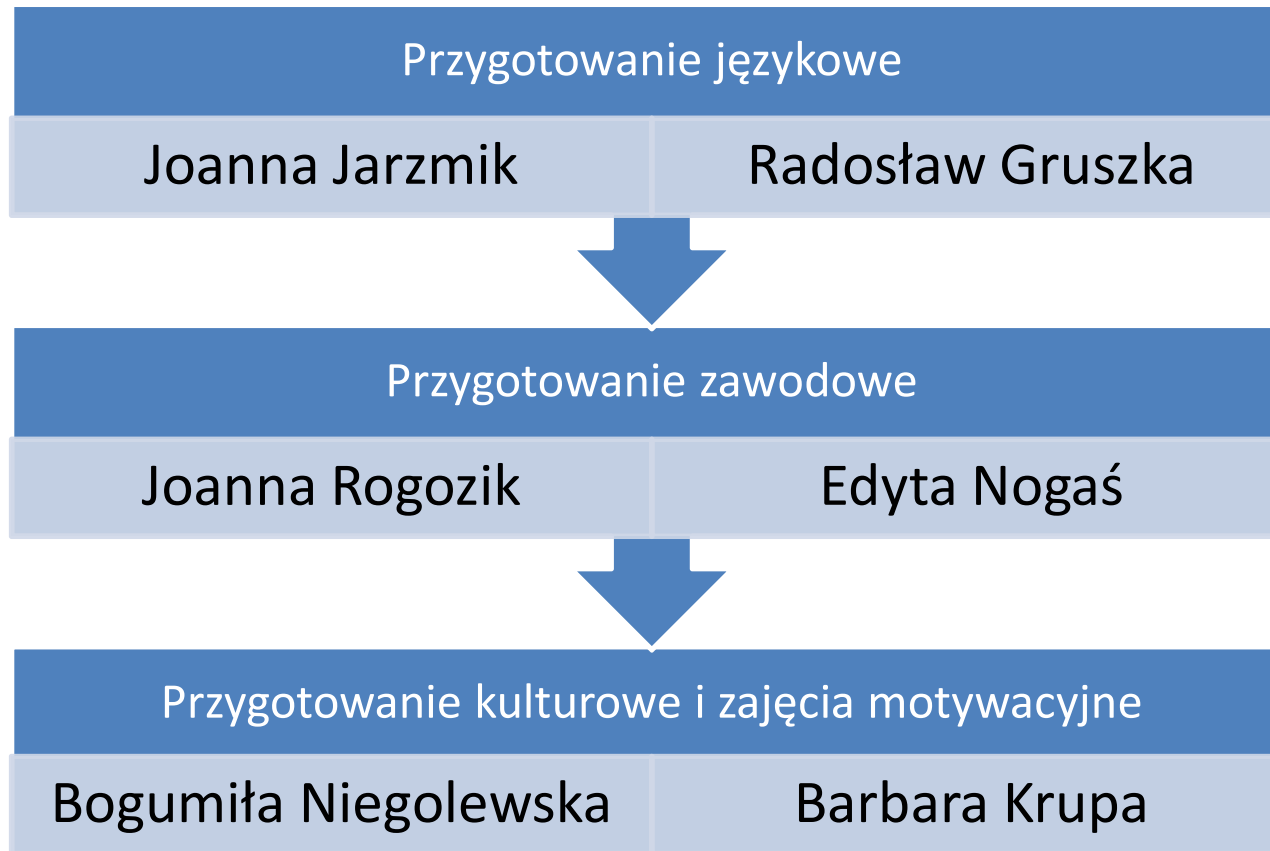 Przygotowanie językowe
Joanna Jarzmik
Radosław Gruszka
Przygotowanie zawodowe
Joanna Rogozik
Edyta Nogaś
Przygotowanie kulturowe i zajęcia motywacyjne
Bogumiła Niegolewska
Barbara Krupa